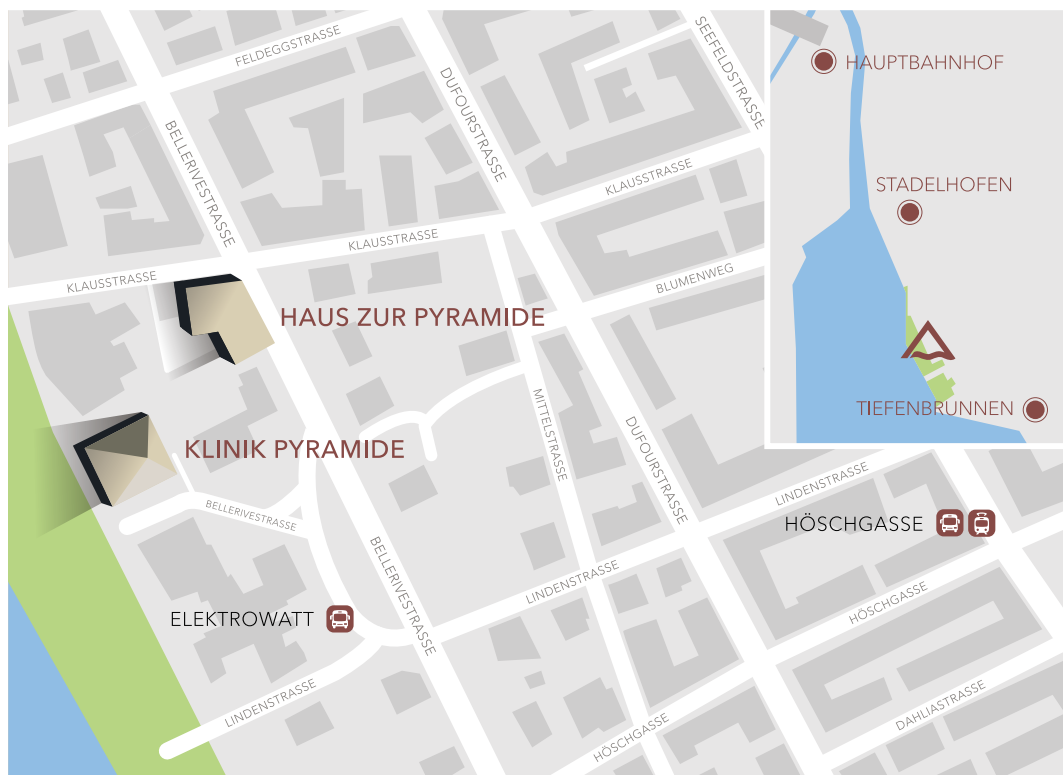 FELDEGGSTRASSE
DUFOURSTRASSE
SEEFELDSTRASSE
HAUPTBAHNHOF
BELLERIVESTRASSE
KLAUSSTRASSE
STADELHOFEN
KLAUSSTRASSE
KLAUSSTRASSE
BLUMENWEG
HAUS ZUR PYRAMIDE
MITTELSTRASSE
TIEFENBRUNNEN
KLINIK PYRAMIDE
DUFOURSTRASSE
LINDENSTRASSE
BELLERIVESTRASSE
HÖSCHGASSE
BELLERIVESTRASSE
LINDENSTRASSE
HÖSCHGASSE
ELEKTROWATT
LINDENSTRASSE
DAHLIASTRASSE
HÖSCHGASSE